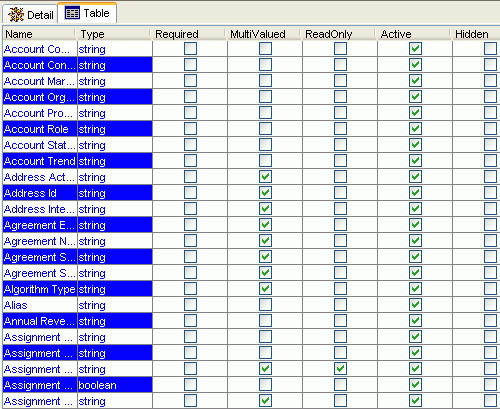 Detail Table
Name Type Required MultiValued ReadOnly Active Hidden
Account Co... string
Account Con... string
Account Mar... string
Account Org... string
Account Pro... string
Account Role string
Account Stat... string
Account Trend string
Address Act... string
Address Id string
Address Inte... string
Agreement E... string
Agreement N... string
Agreement S... string
Agreement S... string
Algorithm Type string
Alias string
Annual Reve... string
Assignment ... string
Assignment ... string
Assignment ... string
Assignment ... boolean
Assignment ... string